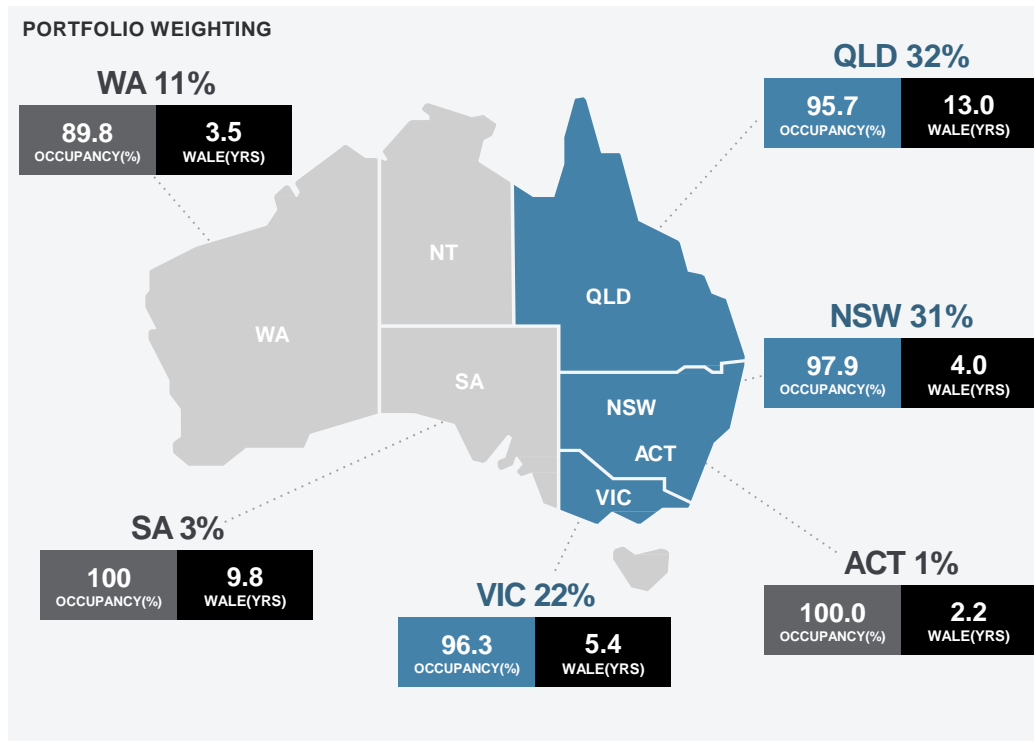 PORTFOLIO WEIGHTING
WA 11%
89.8
OCCUPANCY(%)
3.5
WALE(YRS)
QLD 32%
95.7
OCCUPANCY(%)
13.0
WALE(YRS)
NT
QLD
WA
SA
NSW
ACT
VIC
NSW 31%
97.9
OCCUPANCY(%)
4.0
WALE(YRS)
SA 3%
100
OCCUPANCY(%)
9.8
WALE(YRS)
VIC 22%
96.3
OCCUPANCY(%)
5.4
WALE(YRS)
ACT 1%
100.0
OCCUPANCY(%)
2.2
WALE(YRS)